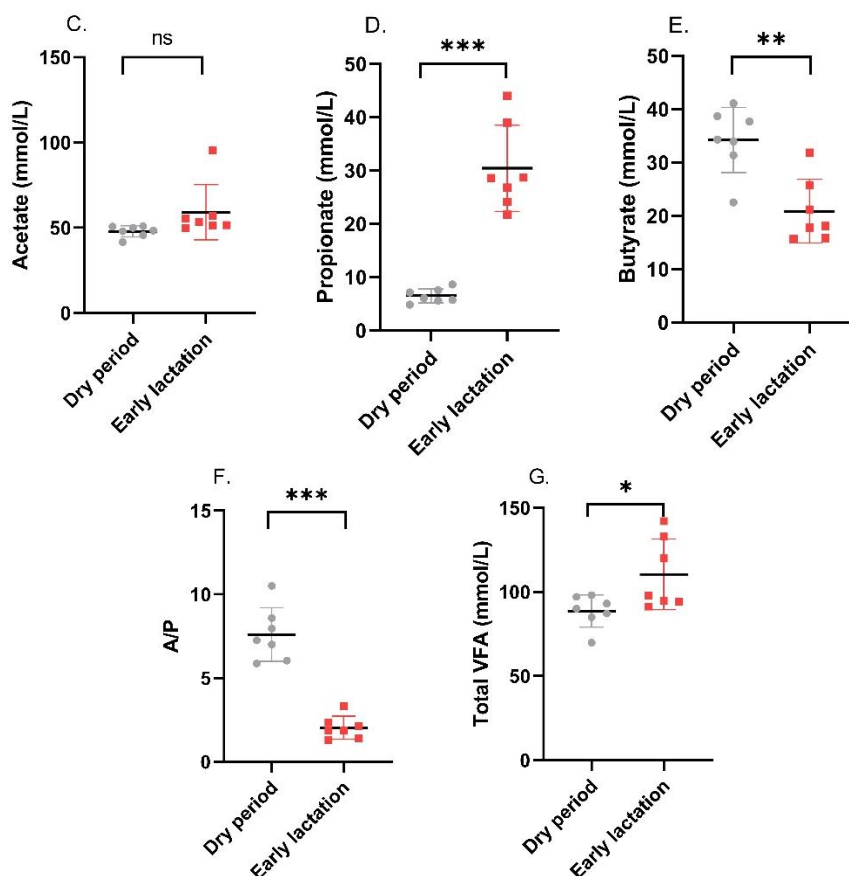 C.
ns
Acetate (mmol/L)
150
100
50
0
Dry period
Early lactation
D.
***
Propionate (mmol/L)
50
40
30
20
10
0
Dry period
Early lactation
E.
**
Butyrate (mmol/L)
50
40
30
20
10
0
Dry period
Early lactation
F.
***
A/P
15
10
5
0
Dry period
Early lactation
G.
*
Total VFA (mmol/L)
150
100
50
0
Dry period
Early lactation